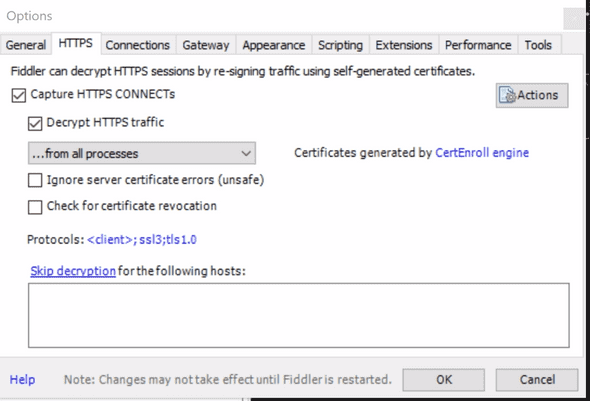 Options
General HTTPS Connections Gateway Appearance Scripting Extensions Performance Tools
Fiddler can decrypt HTTPS sessions by re-signing traffic using self-generated certificates.
Capture HTTPS CONNECTs
Actions
Decrypt HTTPS traffic
...from all processes
Certificates generated by CertEnroll engine
Ignore server certificate errors (unsafe)
Check for certificate revocation
Protocols: <client>; ssl3;tls1.0
Skip decryption for the following hosts:
Help Note: Changes may not take effect until Fiddler is restarted. OK Cancel